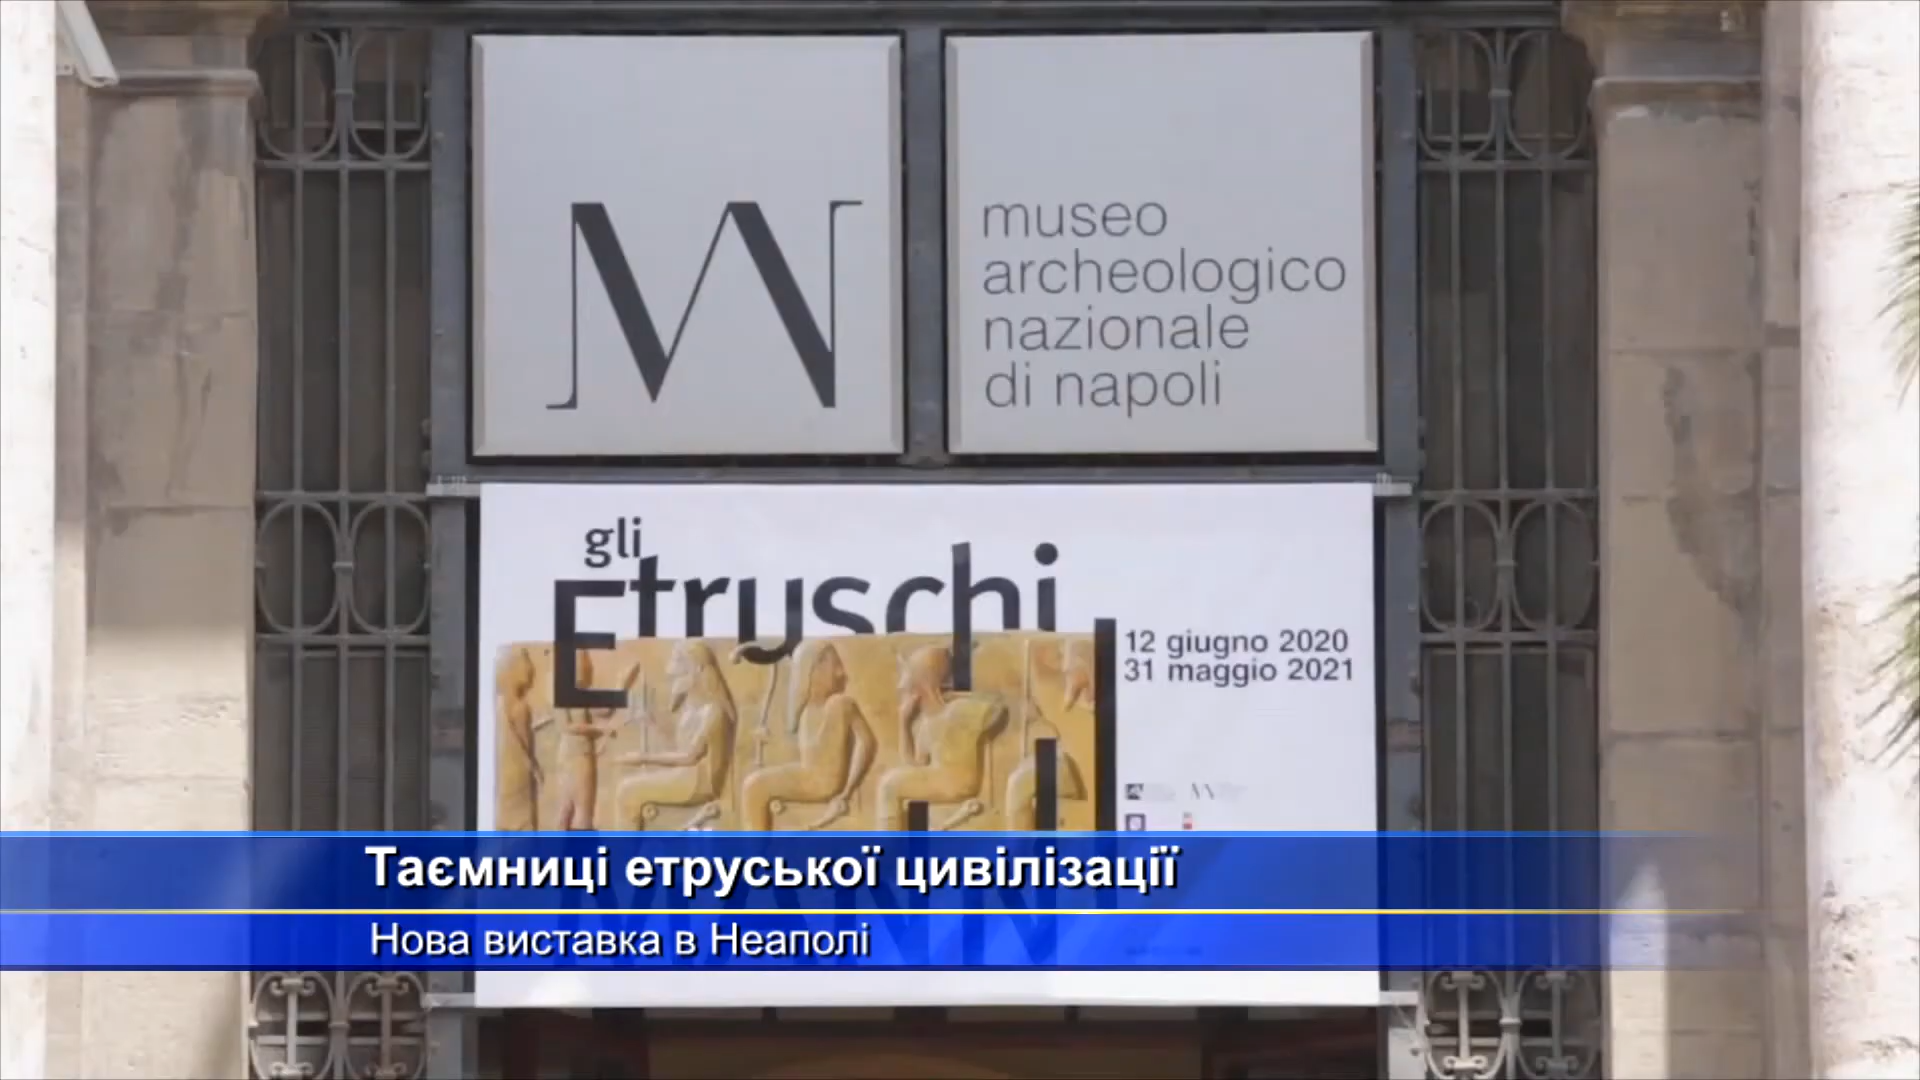 MN
museo
archeologico
nazionale
di napoli
gli
Etruschi
12 giugno 2020
31 maggio 2021
Таємниці етруської цивілізації
Нова виставка в Неаполі